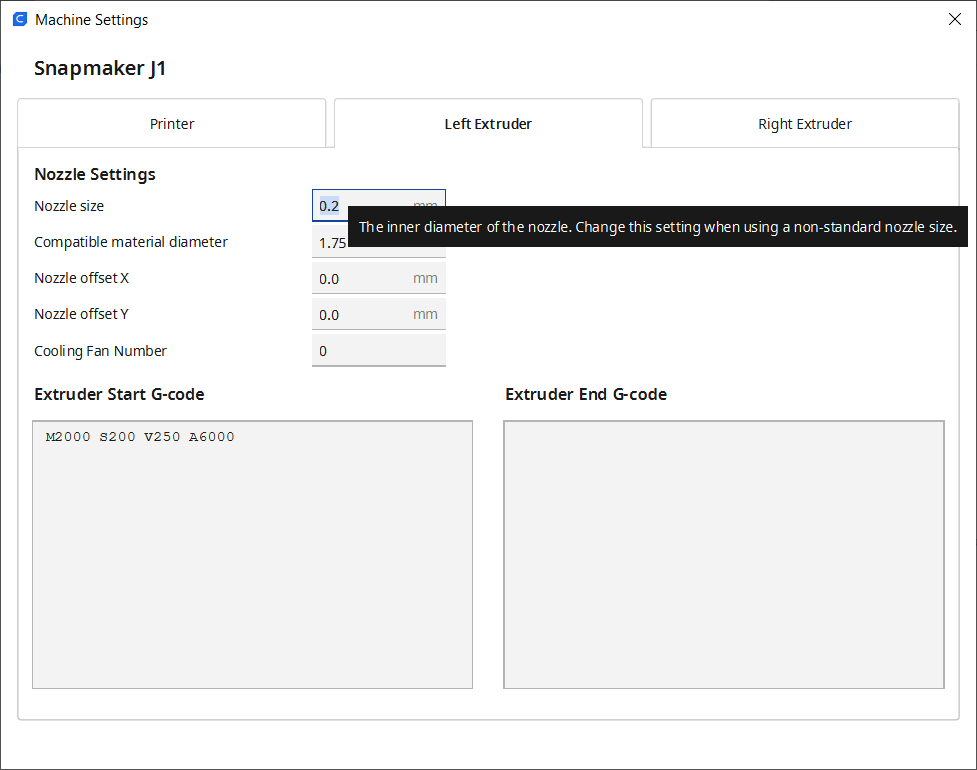 Machine Settings
Snapmaker J1
Printer
Left Extruder
Right Extruder
Nozzle Settings
Nozzle size 0.2 mm
The inner diameter of the nozzle. Change this setting when using a non-standard nozzle size.
Compatible material diameter 1.75
Nozzle offset X 0.0 mm
Nozzle offset Y 0.0 mm
Cooling Fan Number 0
Extruder Start G-code
Extruder End G-code
M2000 S200 V250 A6000